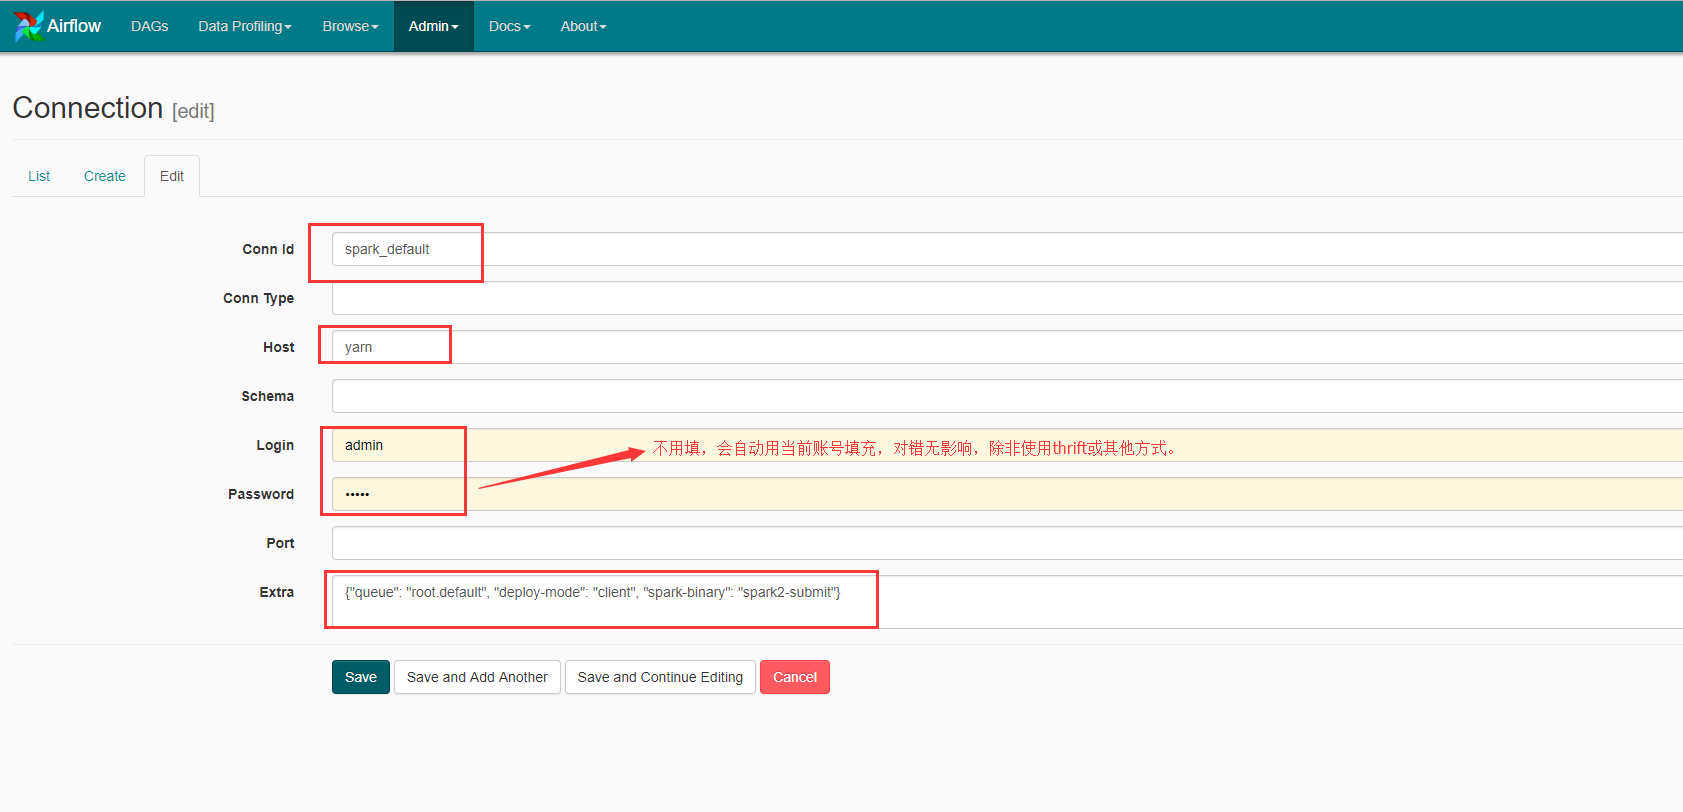 Airflow DAGs Data Profiling Browse Admin Docs About
Connection [edit]
List Create Edit
Conn Id spark_default
Conn Type
Host yarn
Schema
Login admin
不用填，会自动用当前账号填充，对错无影响，除非使用thrift或其他方式。
Password •••••
Port
Extra {"queue": "root.default", "deploy-mode": "client", "spark-binary": "spark2-submit"}
Save Save and Add Another Save and Continue Editing Cancel